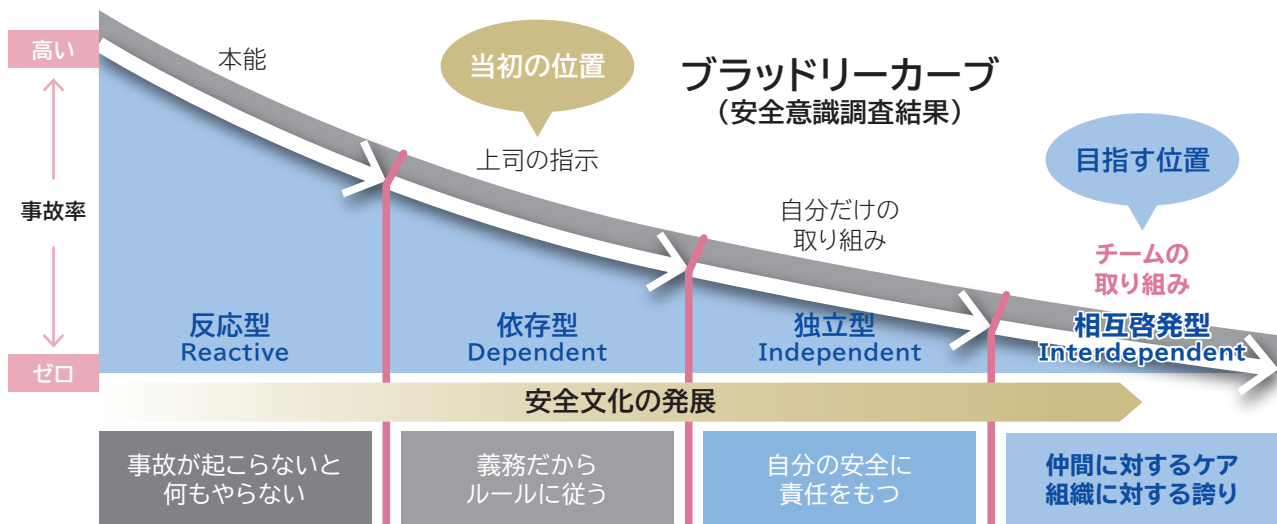 ブラッドリーカーブ
（安全意識調査結果）
高い
事故率
ゼロ
本能
当初の位置
上司の指示
自分だけの
取り組み
目指す位置
チームの
取り組み
反応型
Reactive
依存型
Dependent
独立型
Independent
相互啓発型
Interdependent
安全文化の発展
事故が起こらないと
何もやらない
義務だから
ルールに従う
自分の安全に
責任をもつ
仲間に対するケア
組織に対する誇り